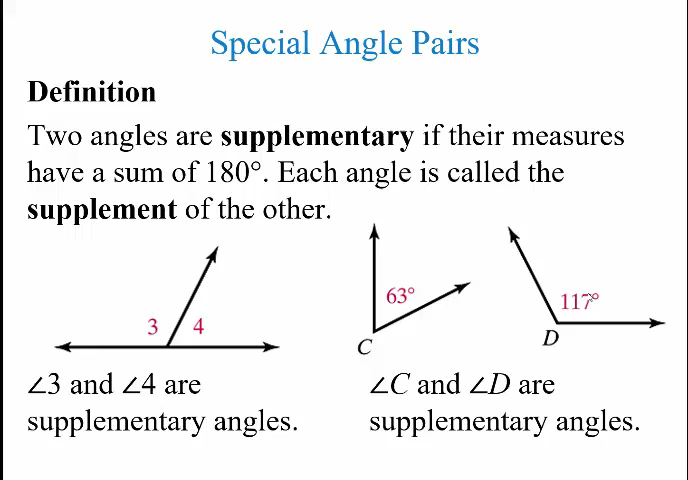 Special Angle Pairs
Definition
Two angles are supplementary if their measures
have a sum of 180°. Each angle is called the
supplement of the other.
3 4
63°
C
117°
D
∠3 and ∠4 are
supplementary angles.
∠C and ∠D are
supplementary angles.